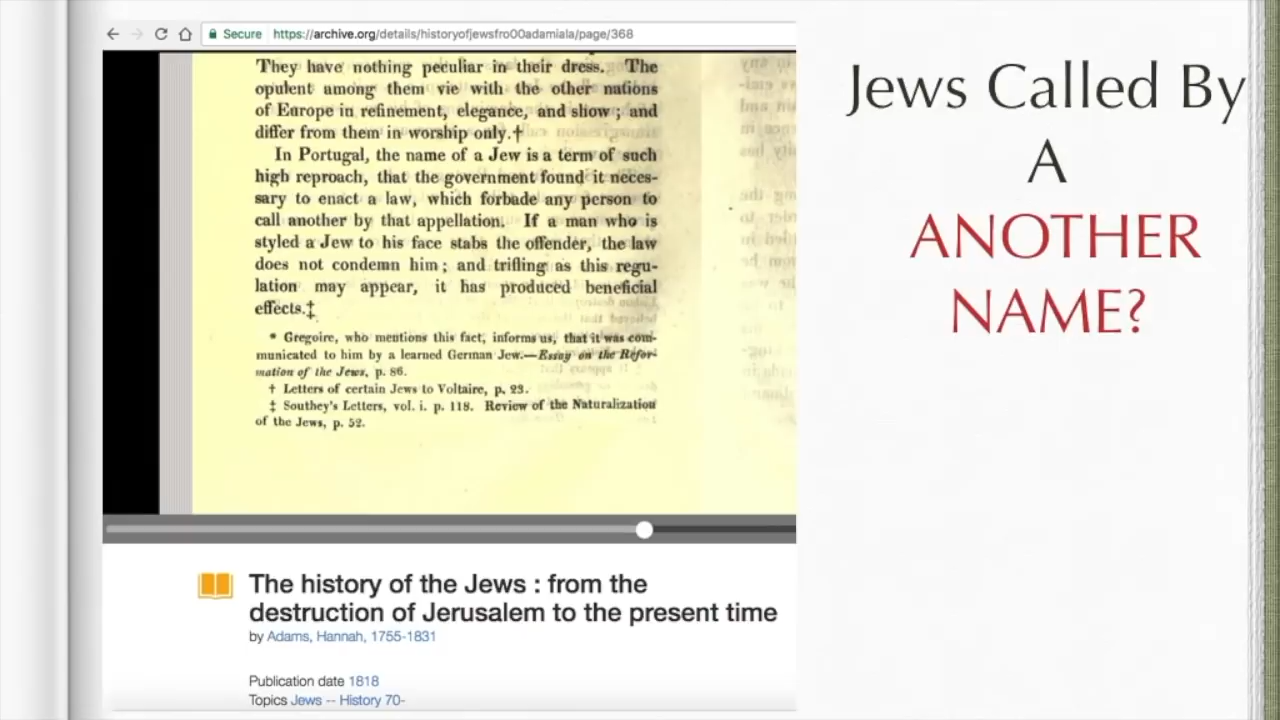 Secure https://archive.org/details/historyofjewsfro00adamiala/page/368
They have nothing peculiar in their dress. The
opulent among them vie with the other nations
of Europe in refinement, elegance, and show ; and
differ from them in worship only.†
In Portugal, the name of a Jew is a term of such
high reproach, that the government found it neces-
sary to enact a law, which forbade any person to
call another by that appellation. If a man who is
styled a Jew to his face stabs the offender, the law
does not condemn him ; and trifling as this regu-
lation may appear, it has produced beneficial
effects.‡
* Gregoire, who mentions this fact, informs us, that it was com-
municated to him by a learned German Jew.—Essay on the Refor-
mation of the Jews, p. 86.
† Letters of certain Jews to Voltaire, p. 23.
‡ Southey's Letters, vol. i. p. 118. Review of the Naturalization
of the Jews, p. 52.
The history of the Jews : from the
destruction of Jerusalem to the present time
by Adams, Hannah, 1755-1831
Publication date 1818
Topics Jews -- History 70-
Jews Called By
A
ANOTHER
NAME?